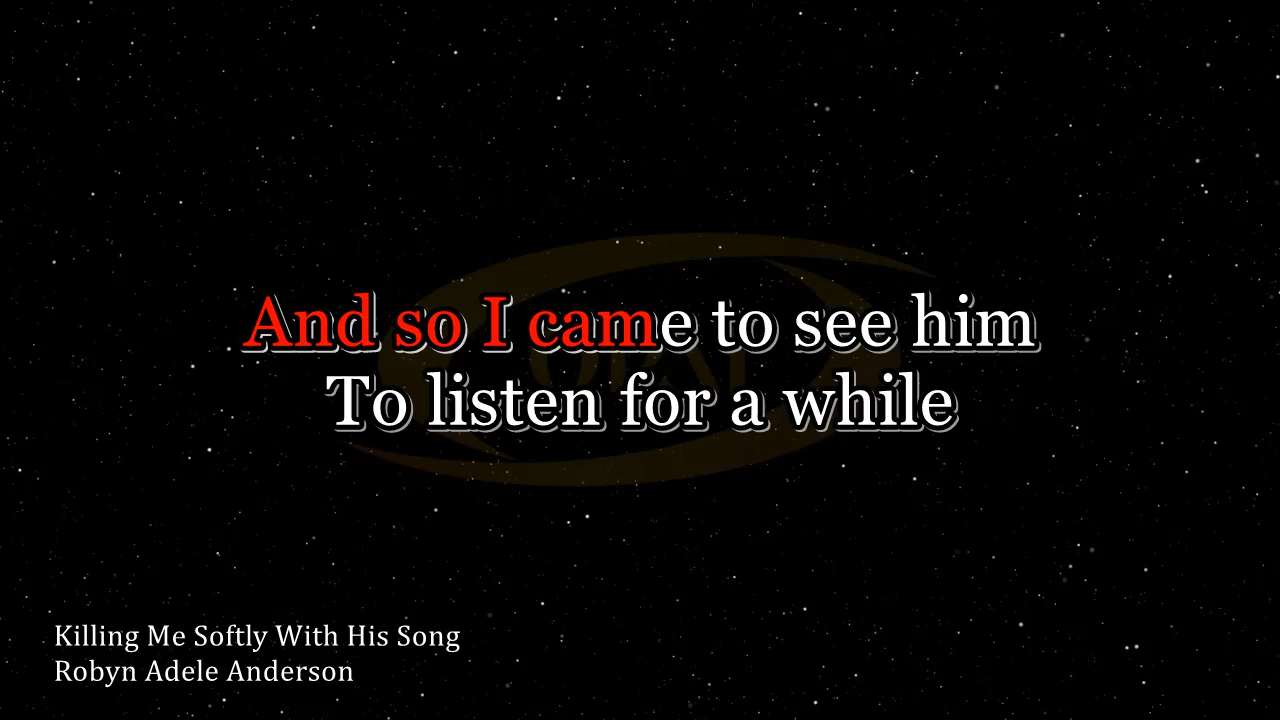 And so I came to see him
To listen for a while
Killing Me Softly With His Song
Robyn Adele Anderson